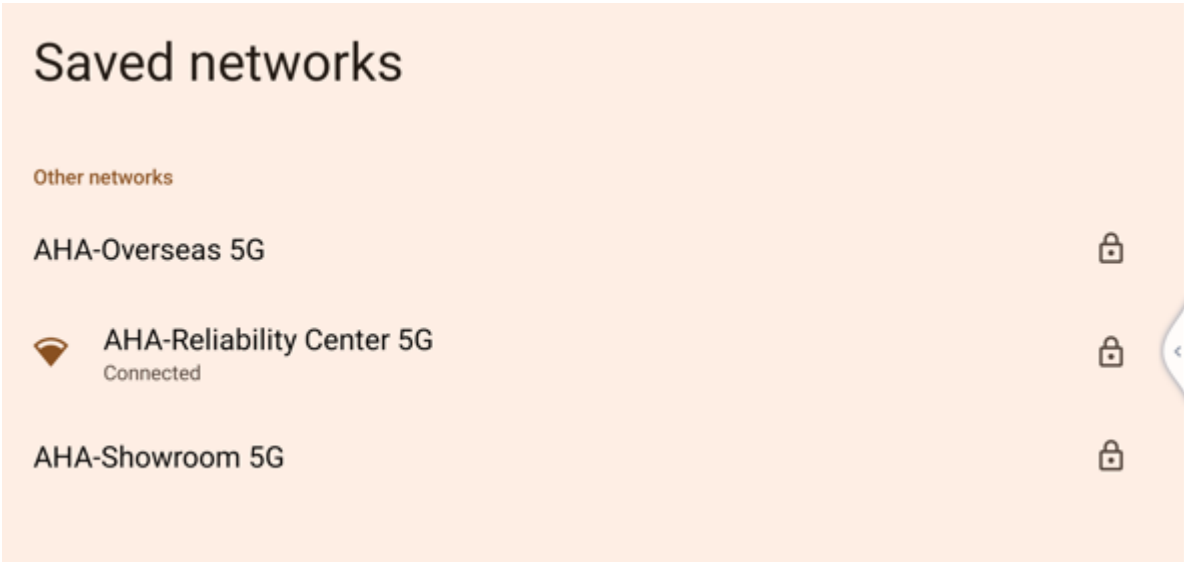 Saved networks
Other networks
AHA-Overseas 5G
AHA-Reliability Center 5G
Connected
AHA-Showroom 5G